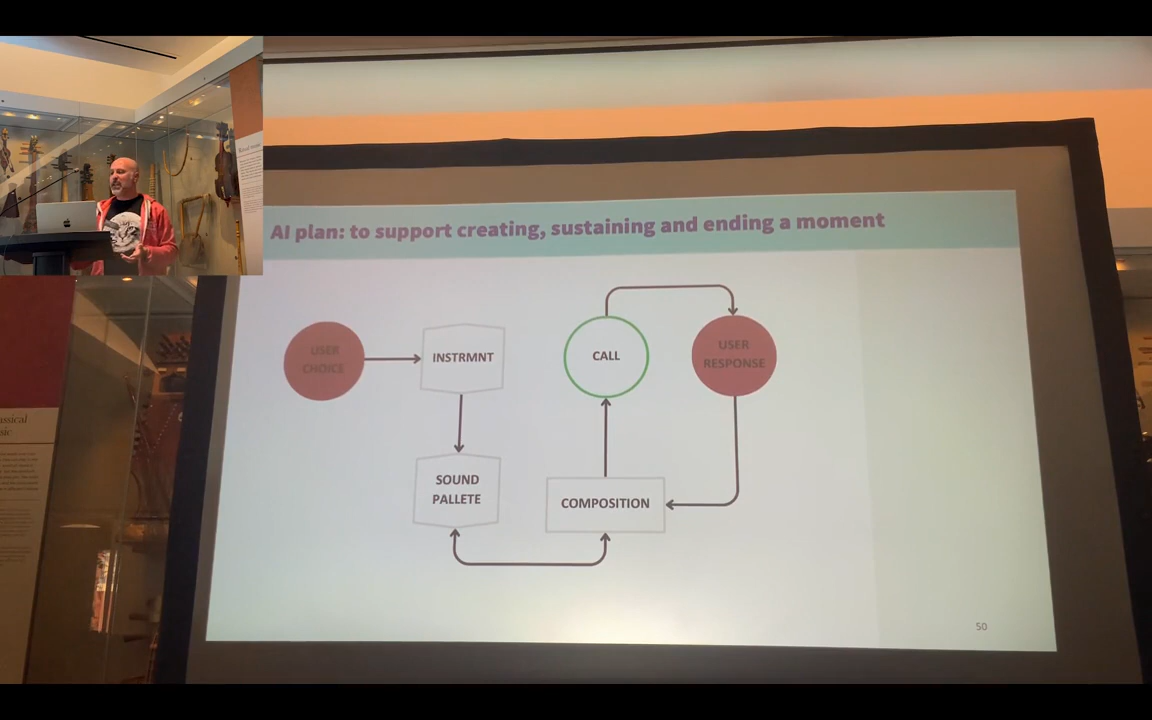 AI plan: to support creating, sustaining and ending a moment
USER
CHOICE
INSTRMNT
CALL
USER
RESPONSE
SOUND
PALLETE
COMPOSITION
50